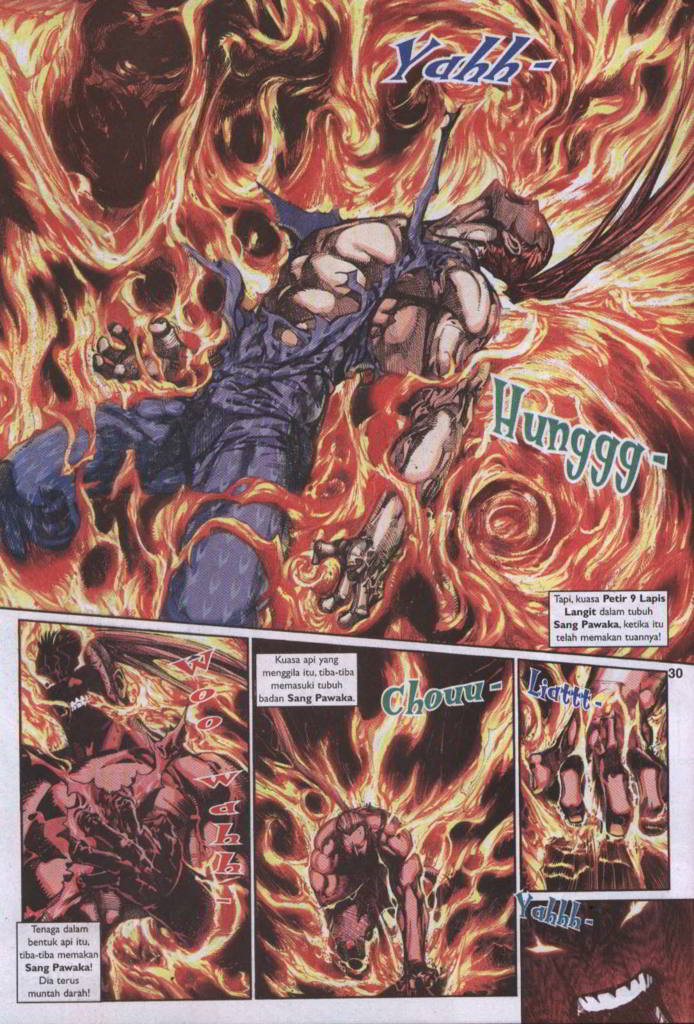 Yahh-
Hunggg-
Tapi, kuasa Petir 9 Lapis
Langit dalam tubuh
Sang Pawaka, ketika itu
telah memakan tuannya!
30
Woo Wahh-
Tenaga dalam
bentuk api itu,
tiba-tiba memakan
Sang Pawaka!
Dia terus
muntah darah!
Kuasa api yang
menggila itu, tiba-tiba
memasuki tubuh
badan Sang Pawaka.
Chouu-
Liattt-
Yahhh-